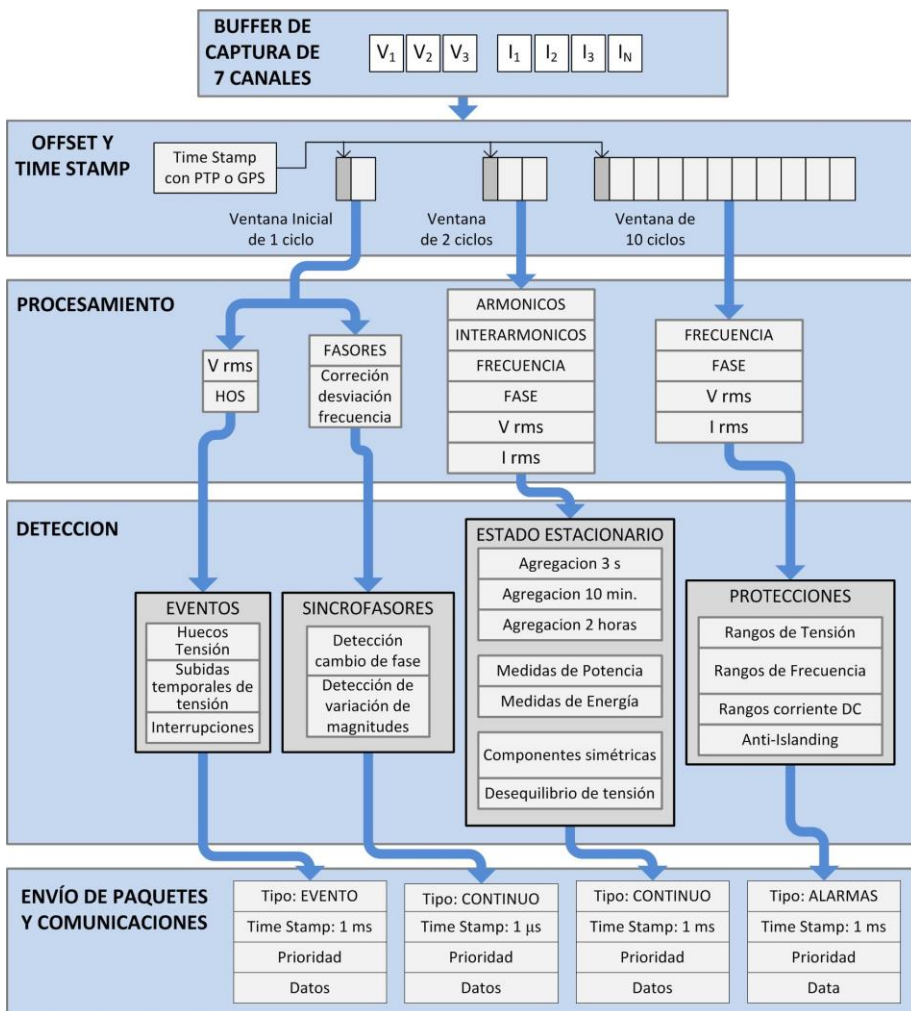 BUFFER DE
CAPTURA DE
7 CANALES
V1 V2 V3 I1 I2 I3 IN
OFFSET Y
TIME STAMP
Time Stamp
con PTP o GPS
Ventana Inicial
de 1 ciclo
Ventana
de 2 ciclos
Ventana de
10 ciclos
PROCESAMIENTO
V rms
HOS
FASORES
Correción
desviación
frecuencia
ARMONICOS
INTERARMONICOS
FRECUENCIA
FASE
V rms
I rms
FRECUENCIA
FASE
V rms
I rms
DETECCION
EVENTOS
Huecos
Tensión
Subidas
temporales de
tensión
Interrupciones
SINCROFASORES
Detección
cambio de fase
Detección de
variación de
magnitudes
ESTADO ESTACIONARIO
Agregacion 3 s
Agregacion 10 min.
Agregacion 2 horas
Medidas de Potencia
Medidas de Energía
Componentes simétricas
Desequilibrio de tensión
PROTECCIONES
Rangos de Tensión
Rangos de Frecuencia
Rangos corriente DC
Anti-Islanding
ENVÍO DE PAQUETES
Y COMUNICACIONES
Tipo: EVENTO
Time Stamp: 1 ms
Prioridad
Datos
Tipo: CONTINUO
Time Stamp: 1 µs
Prioridad
Datos
Tipo: CONTINUO
Time Stamp: 1 ms
Prioridad
Datos
Tipo: ALARMAS
Time Stamp: 1 ms
Prioridad
Data